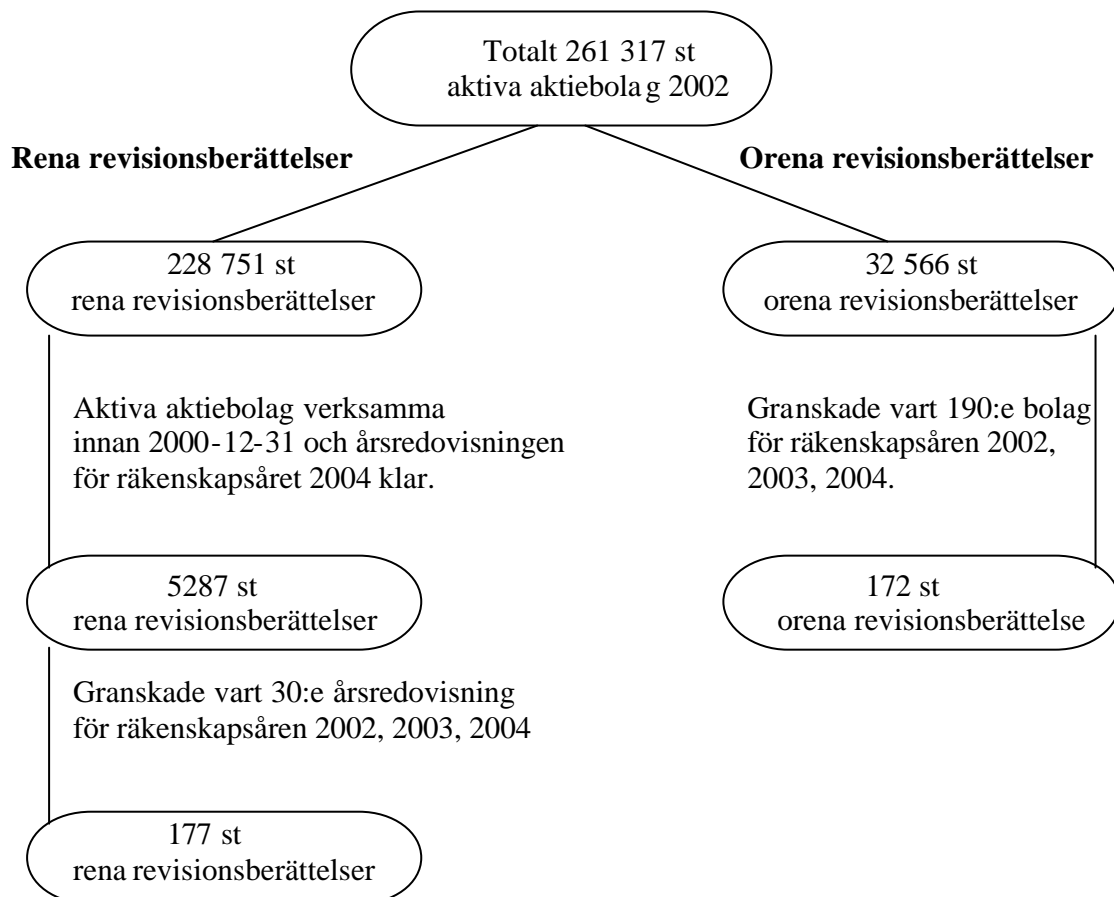 Totalt 261 317 st
aktiva aktiebolag 2002
Rena revisionsberättelser
Orena revisionsberättelser
228 751 st
rena revisionsberättelser
32 566 st
orena revisionsberättelser
Aktiva aktiebolag verksamma
innan 2000-12-31 och årsredovisningen
för räkenskapsåret 2004 klar.
Granskade vart 190:e bolag
för räkenskapsåren 2002,
2003, 2004.
5287 st
rena revisionsberättelser
172 st
orena revisionsberättelse
Granskade vart 30:e årsredovisning
för räkenskapsåren 2002, 2003, 2004
177 st
rena revisionsberättelser